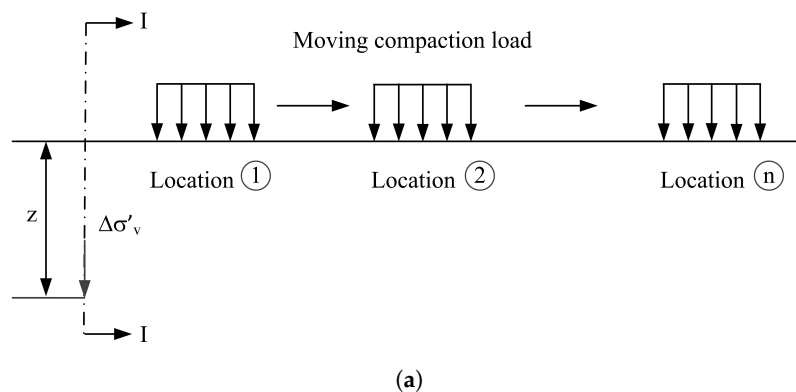 I
Moving compaction load
Location ① Location ② Location ⓝ
z
Δσ'ᵥ
I
(a)